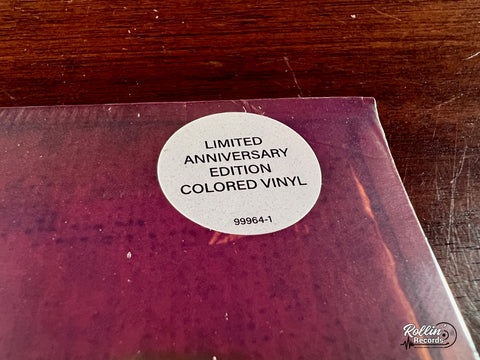 LIMITED
ANNIVERSARY
EDITION
COLORED VINYL
99964-1
Rollin'
Records